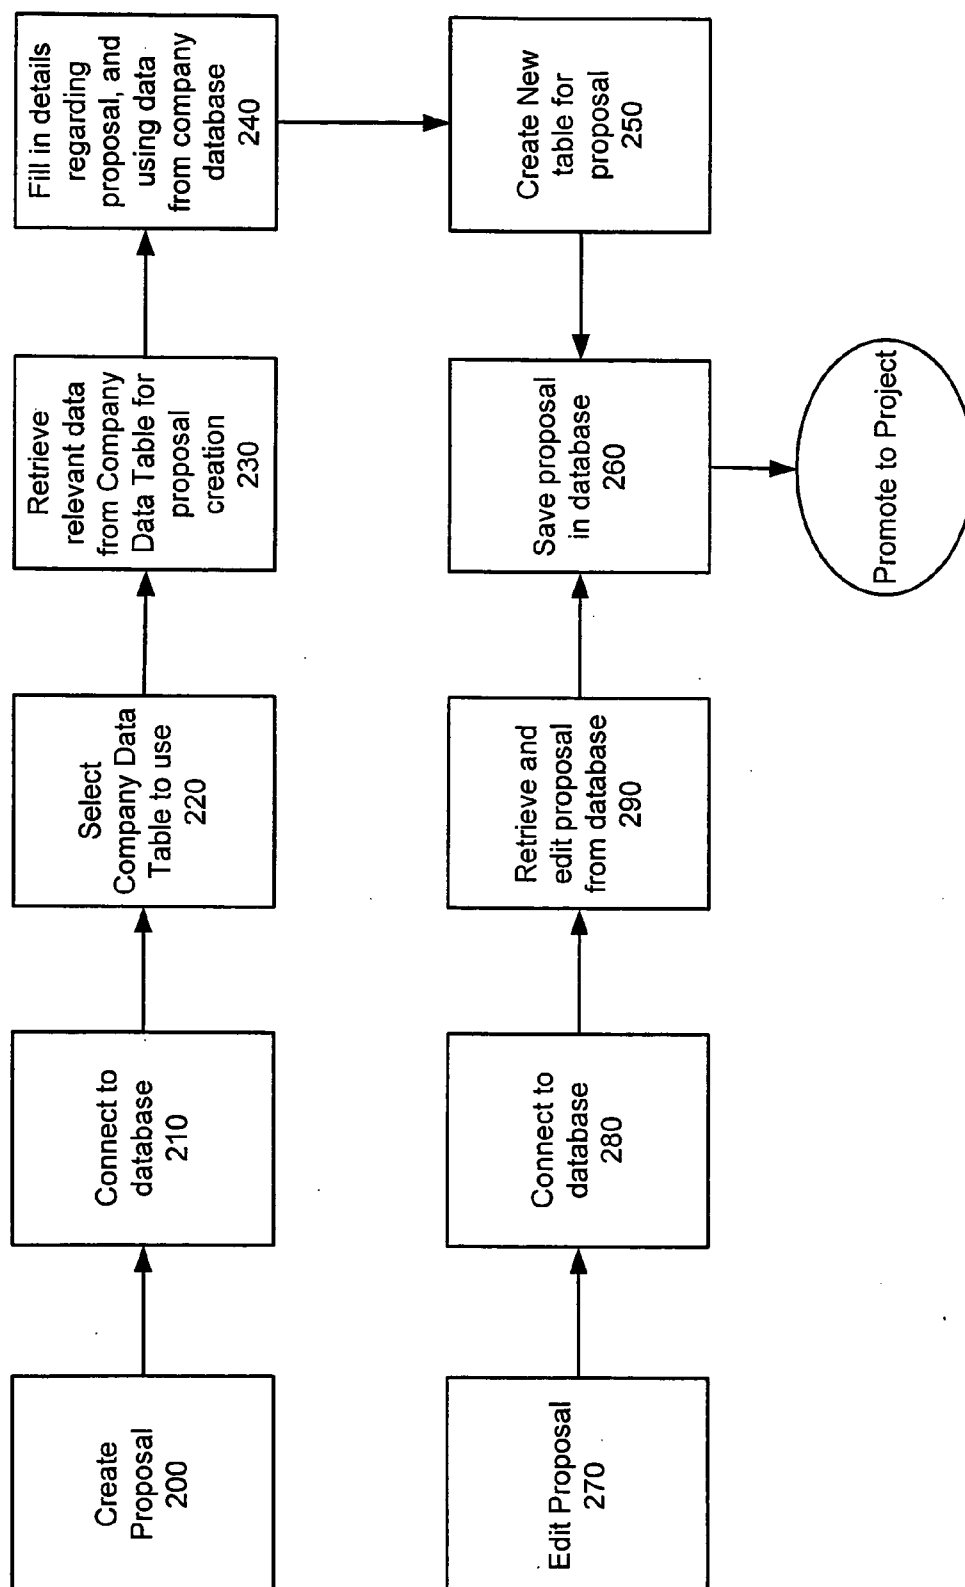 Create
Proposal
200
Connect to
database
210
Select
Company Data
Table to use
220
Retrieve
relevant data
from Company
Data Table for
proposal
creation
230
Fill in details
regarding
proposal, and
using data
from company
database
240
Create New
table for
proposal
250
Save proposal
in database
260
Edit Proposal
270
Connect to
database
280
Retrieve and
edit proposal
from database
290
Promote to Project